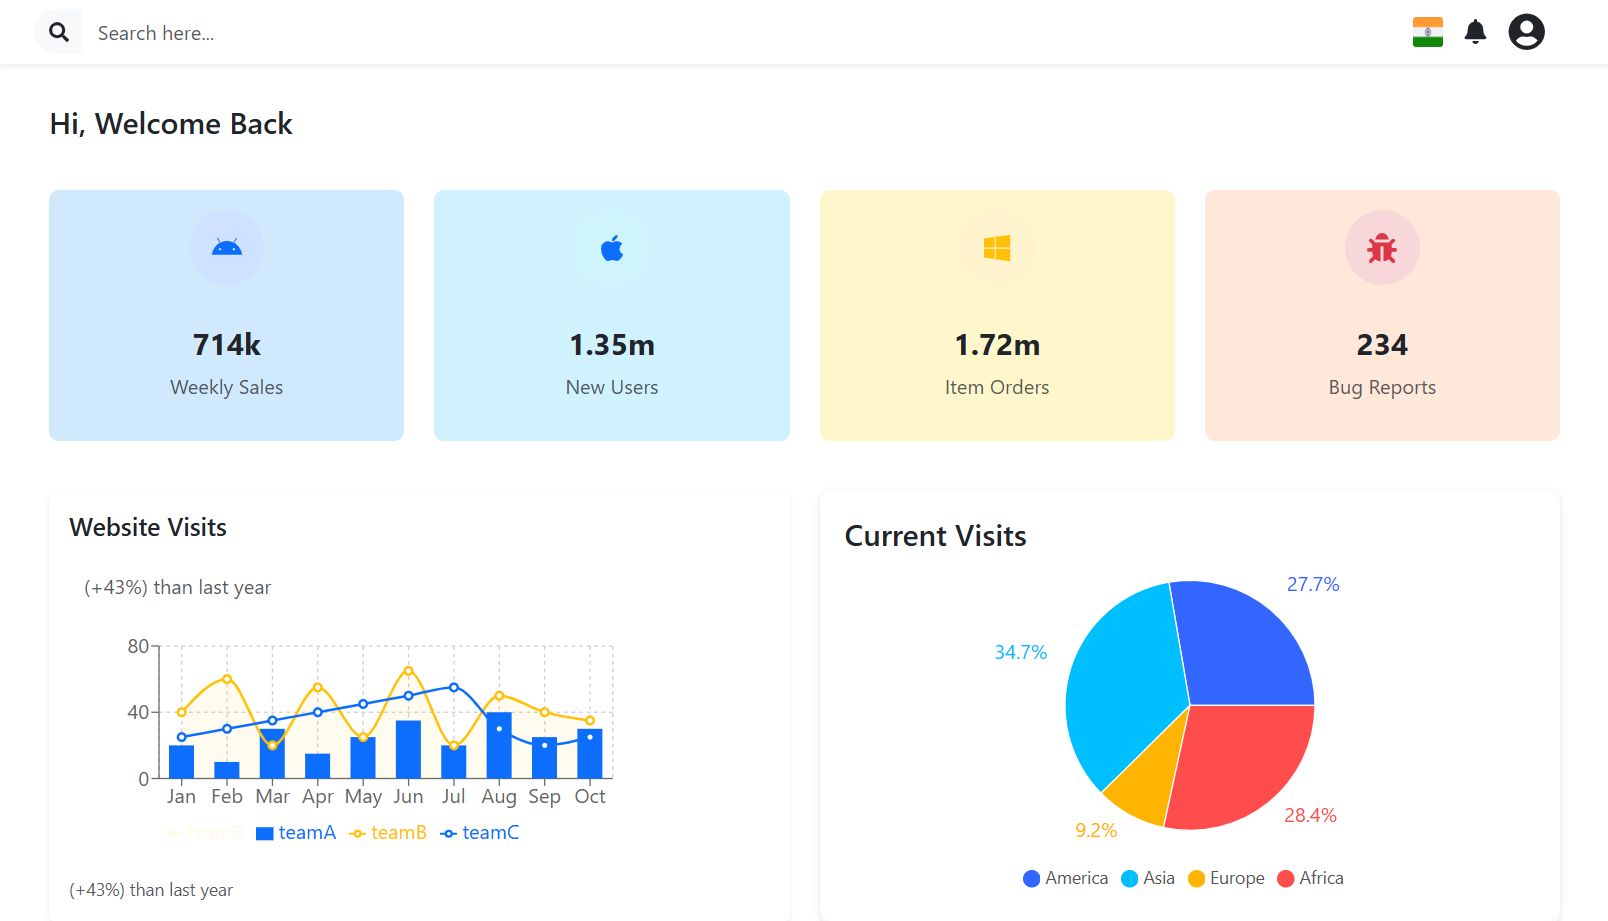 Search here...
Hi, Welcome Back
714k
Weekly Sales
1.35m
New Users
1.72m
Item Orders
234
Bug Reports
Website Visits
(+43%) than last year
80
40
0
Jan Feb Mar Apr May Jun Jul Aug Sep Oct
teamB teamA teamB teamC
(+43%) than last year
Current Visits
27.7%
34.7%
28.4%
9.2%
America Asia Europe Africa